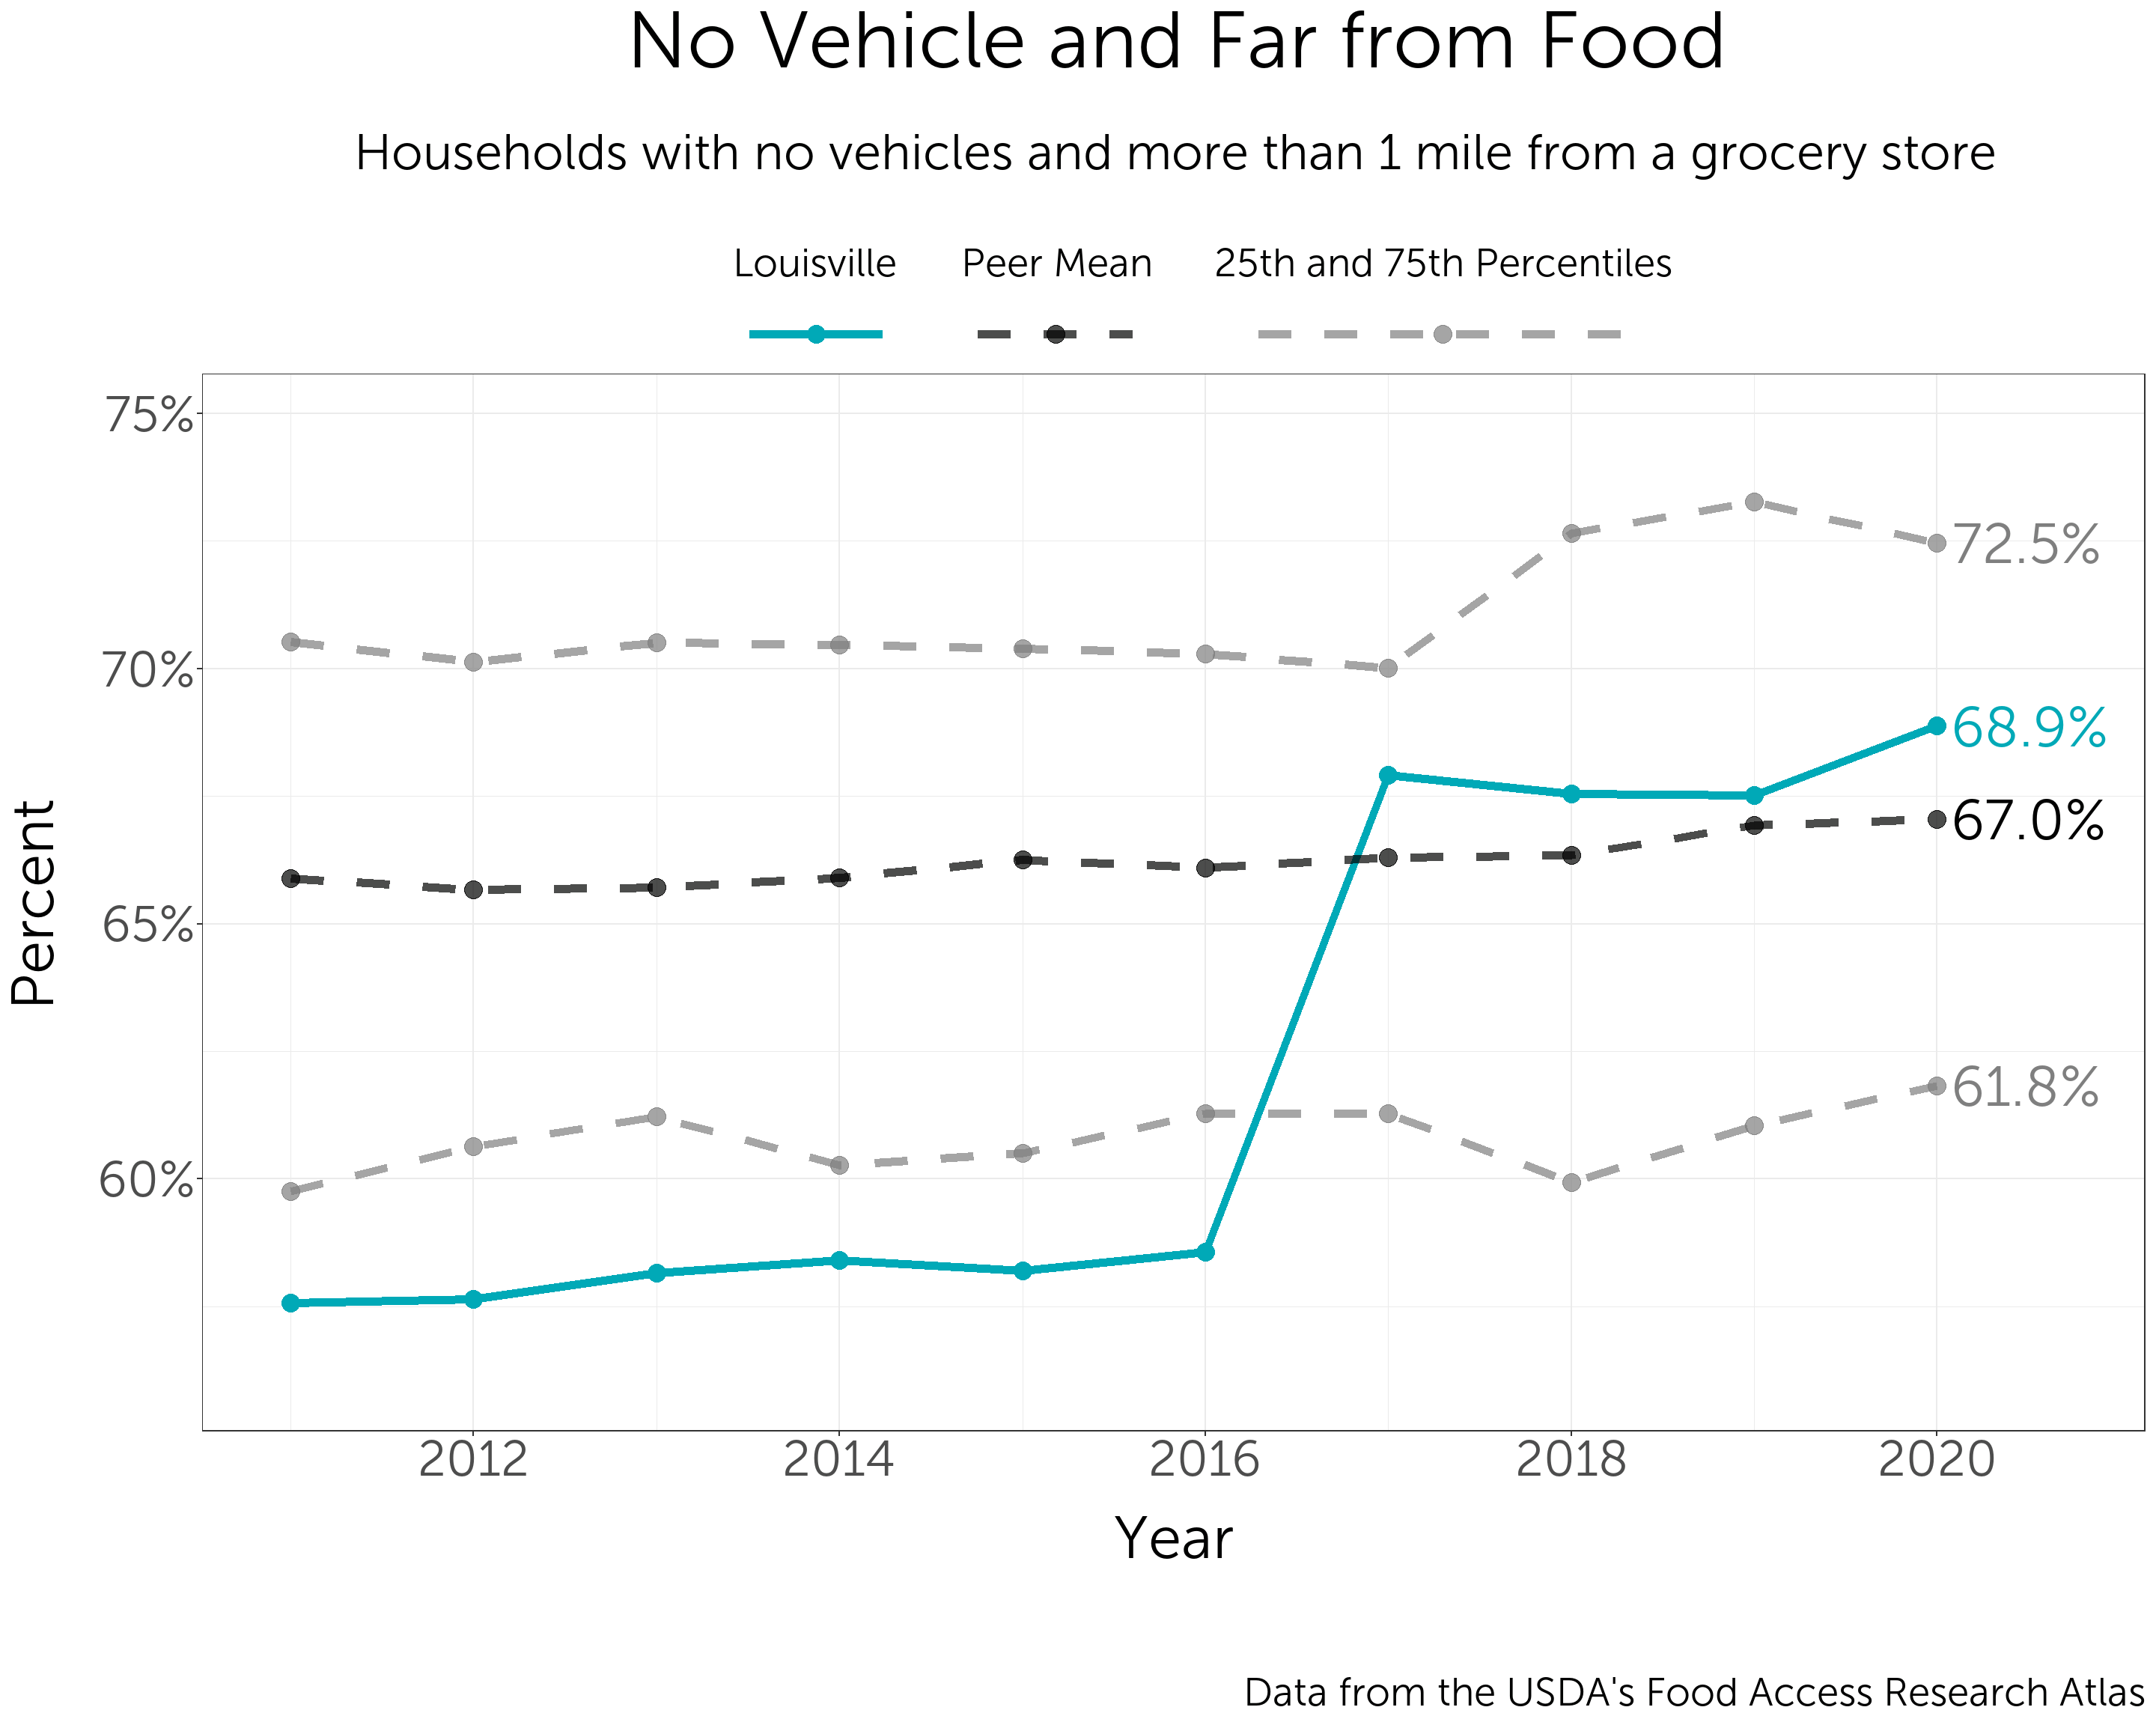 No Vehicle and Far from Food
Households with no vehicles and more than 1 mile from a grocery store
Louisville Peer Mean 25th and 75th Percentiles
75%
72.5%
70%
68.9%
67.0%
65%
61.8%
60%
Percent
2012 2014 2016 2018 2020
Year
Data from the USDA's Food Access Research Atlas